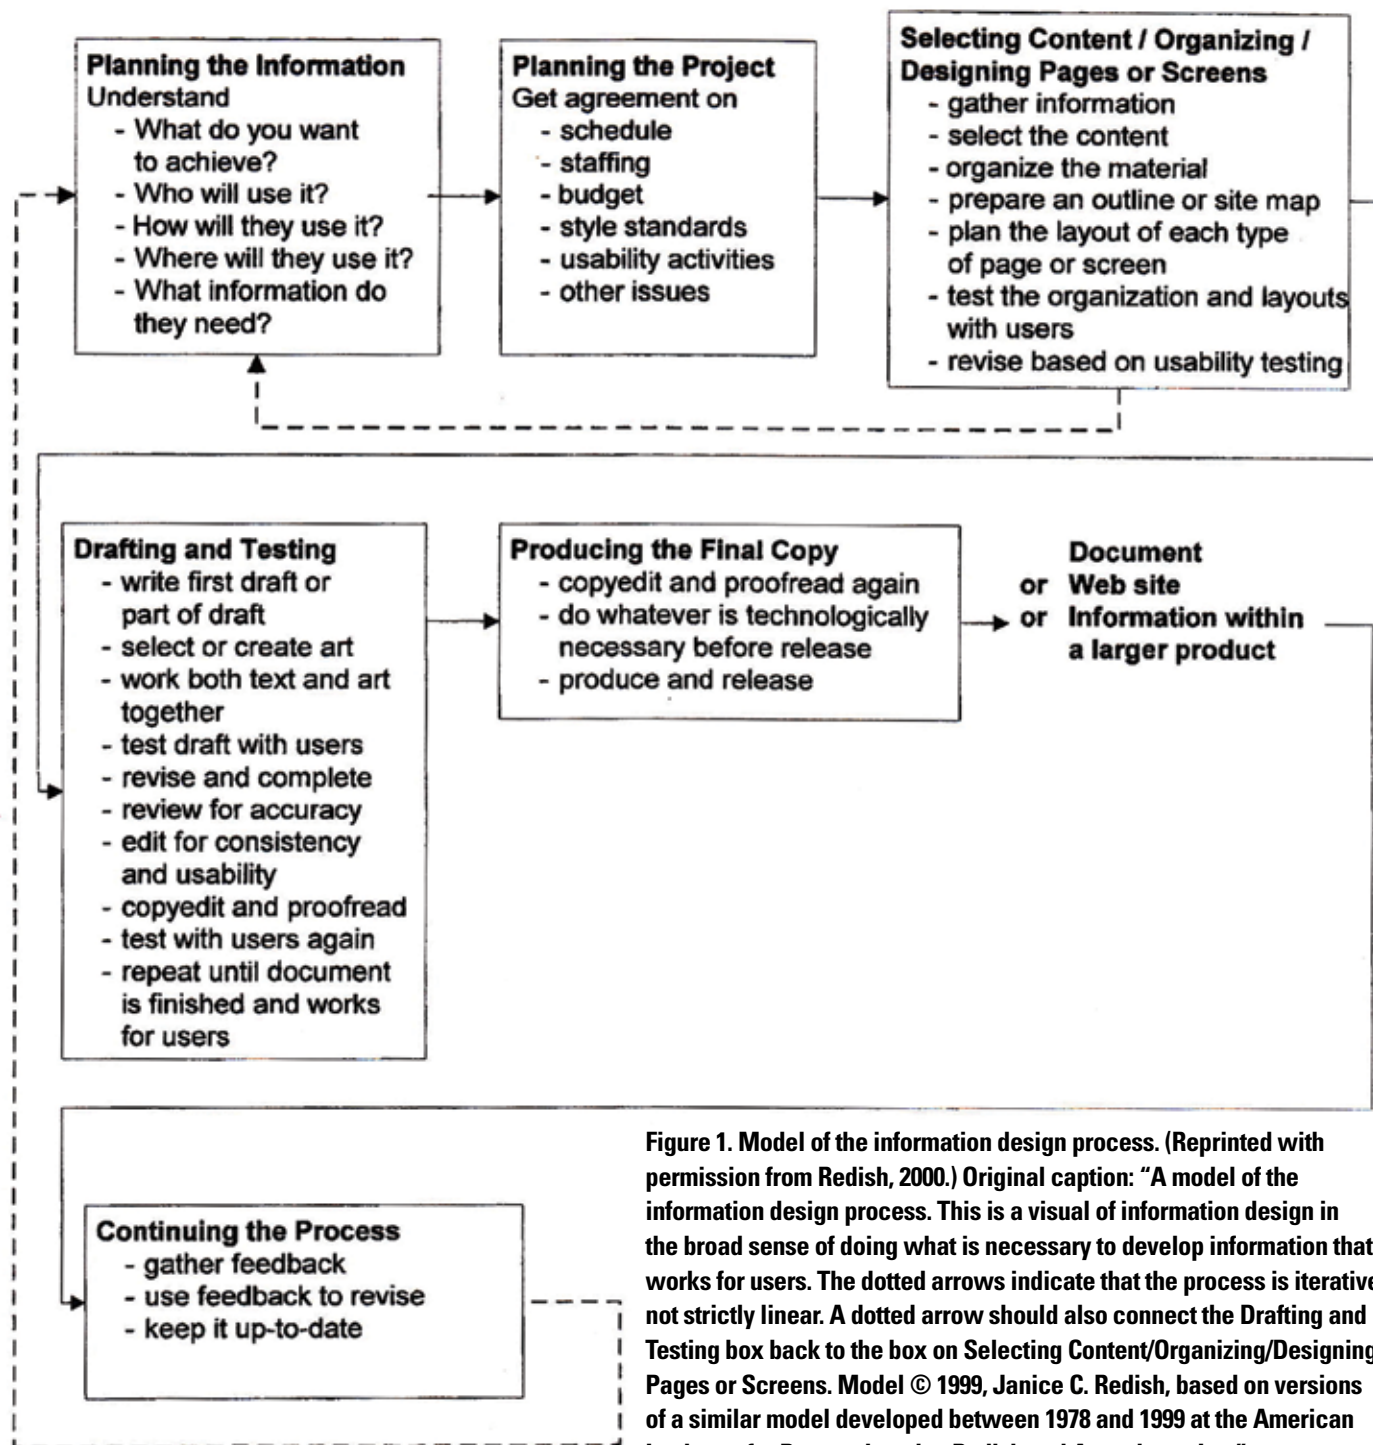 Planning the Information
Understand
- What do you want
to achieve?
- Who will use it?
- How will they use it?
- Where will they use it?
- What information do
they need?
Planning the Project
Get agreement on
- schedule
- staffing
- budget
- style standards
- usability activities
- other issues
Selecting Content / Organizing /
Designing Pages or Screens
- gather information
- select the content
- organize the material
- prepare an outline or site map
- plan the layout of each type
of page or screen
- test the organization and layouts
with users
- revise based on usability testing
Drafting and Testing
- write first draft or
part of draft
- select or create art
- work both text and art
together
- test draft with users
- revise and complete
- review for accuracy
- edit for consistency
and usability
- copyedit and proofread
- test with users again
- repeat until document
is finished and works
for users
Producing the Final Copy
- copyedit and proofread again
- do whatever is technologically
necessary before release
- produce and release
Document
or Web site
or Information within
a larger product
Continuing the Process
- gather feedback
- use feedback to revise
- keep it up-to-date
Figure 1. Model of the information design process. (Reprinted with
permission from Redish, 2000.) Original caption: “A model of the
information design process. This is a visual of information design in
the broad sense of doing what is necessary to develop information that
works for users. The dotted arrows indicate that the process is iterative
not strictly linear. A dotted arrow should also connect the Drafting and
Testing box back to the box on Selecting Content/Organizing/Designing
Pages or Screens. Model © 1999, Janice C. Redish, based on versions
of a similar model developed between 1978 and 1999 at the American